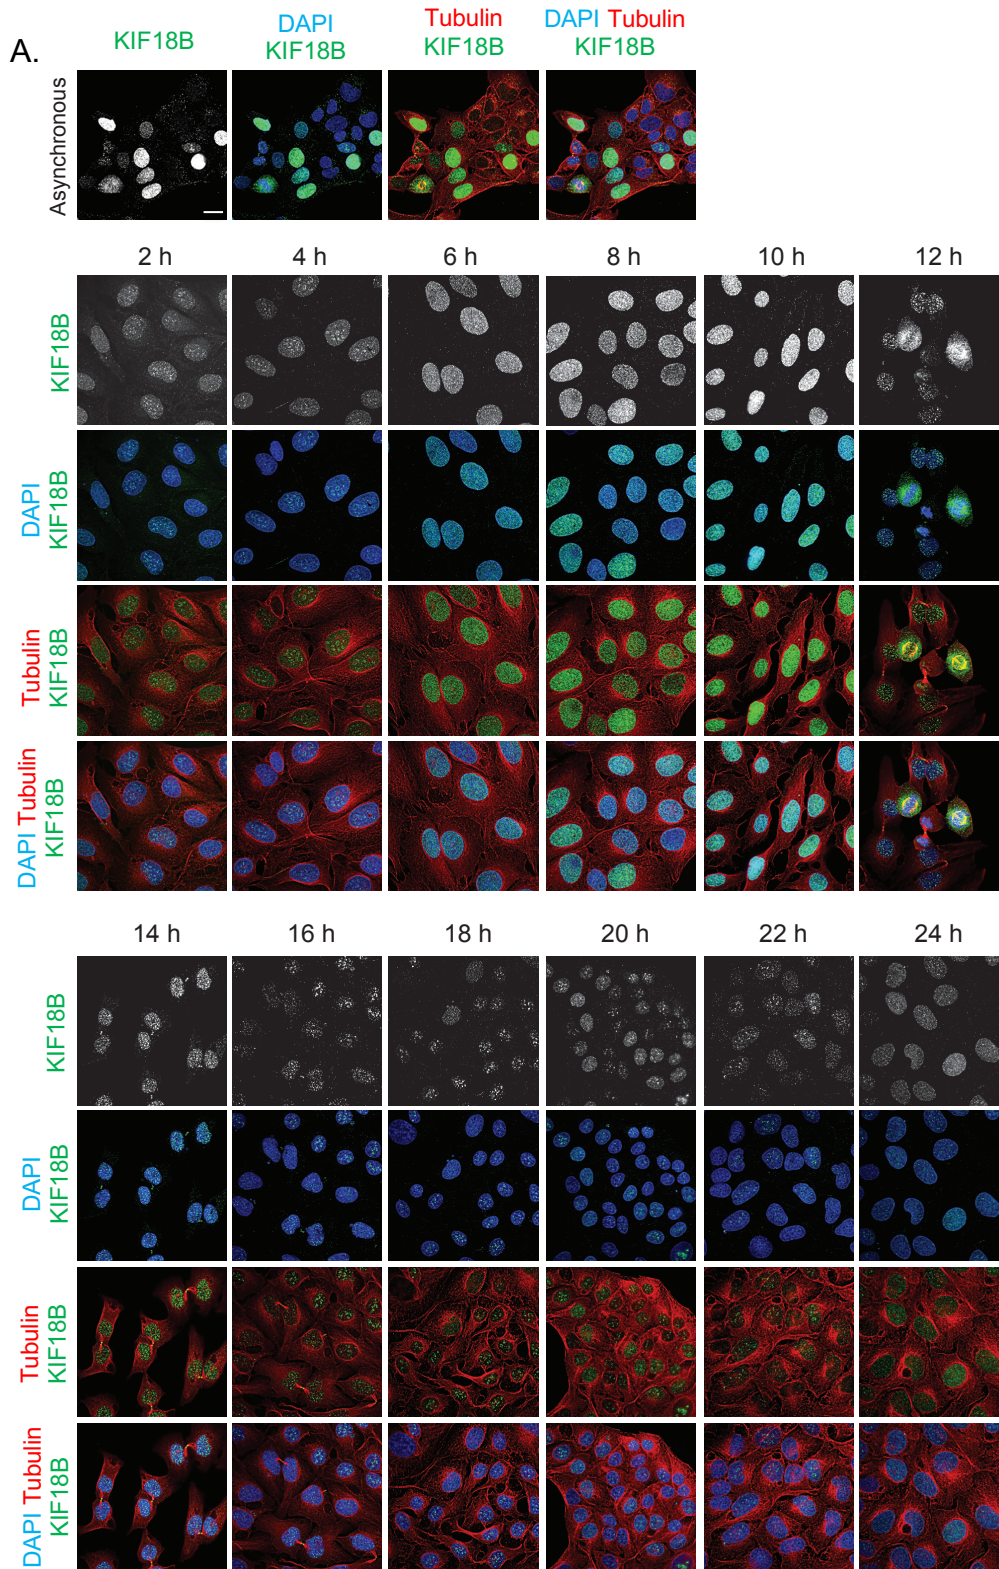 A.
KIF18B
DAPI
KIF18B
Tubulin
KIF18B
DAPI Tubulin
KIF18B
Asynchronous
2 h
4 h
6 h
8 h
10 h
12 h
KIF18B
DAPI
KIF18B
Tubulin
KIF18B
DAPI Tubulin
KIF18B
14 h
16 h
18 h
20 h
22 h
24 h
KIF18B
DAPI
KIF18B
Tubulin
KIF18B
DAPI Tubulin
KIF18B